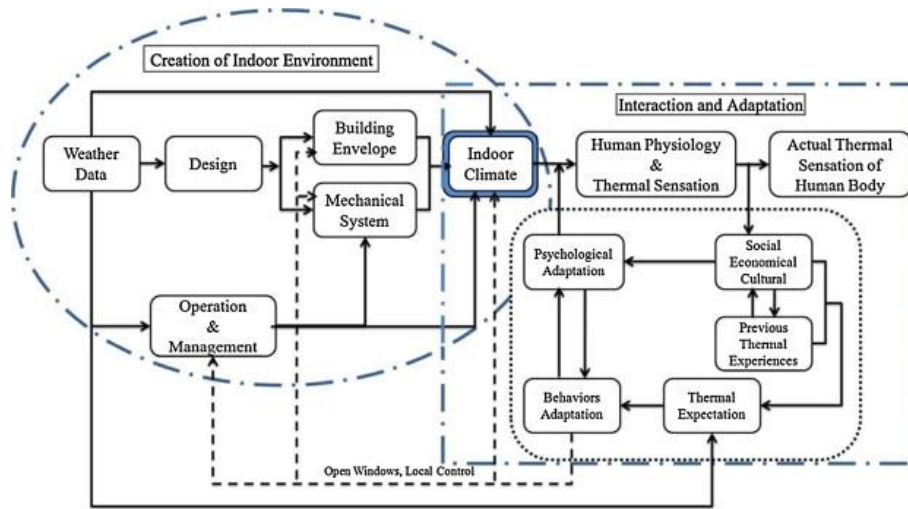 Creation of Indoor Environment
Interaction and Adaptation
Weather
Data
Design
Building
Envelope
Mechanical
System
Indoor
Climate
Human Physiology
&
Thermal Sensation
Actual Thermal
Sensation of
Human Body
Operation
&
Management
Psychological
Adaptation
Social
Economical
Cultural
Previous
Thermal
Experiences
Behaviors
Adaptation
Thermal
Expectation
Open Windows, Local Control